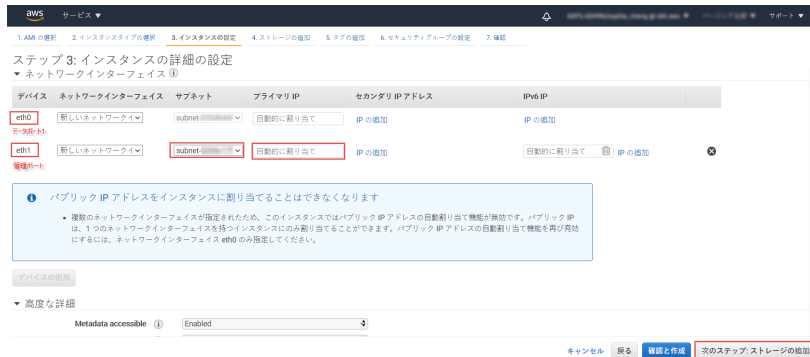 aws サービス サポート
1. AMI の選択 2. インスタンスタイプの選択 3. インスタンスの設定 4. ストレージの追加 5. タグの追加 6. セキュリティグループの設定 7. 確認
ステップ 3: インスタンスの詳細の設定
ネットワークインターフェイス
デバイス ネットワークインターフェイス サブネット プライマリ IP セカンダリ IP アドレス IPv6 IP
eth0 新しいネットワークイ subnet- 自動的に割り当て IP の追加 IP の追加
データポート1
eth1 新しいネットワークイ subnet- 自動的に割り当て IP の追加 自動的に割り当て IP の追加
管理ポート
パブリック IP アドレスをインスタンスに割り当てることはできなくなります
• 複数のネットワークインターフェイスが指定されたため、このインスタンスではパブリック IP アドレスの自動割り当て機能が無効です。パブリック IP
は、1 つのネットワークインターフェイスを持つインスタンスにのみ割り当てることができます。パブリック IP アドレスの自動割り当て機能を再び有効
にするには、ネットワークインターフェイス eth0 のみ指定してください。
デバイスの追加
高度な詳細
Metadata accessible Enabled
キャンセル 戻る 確認と作成 次のステップ: ストレージの追加